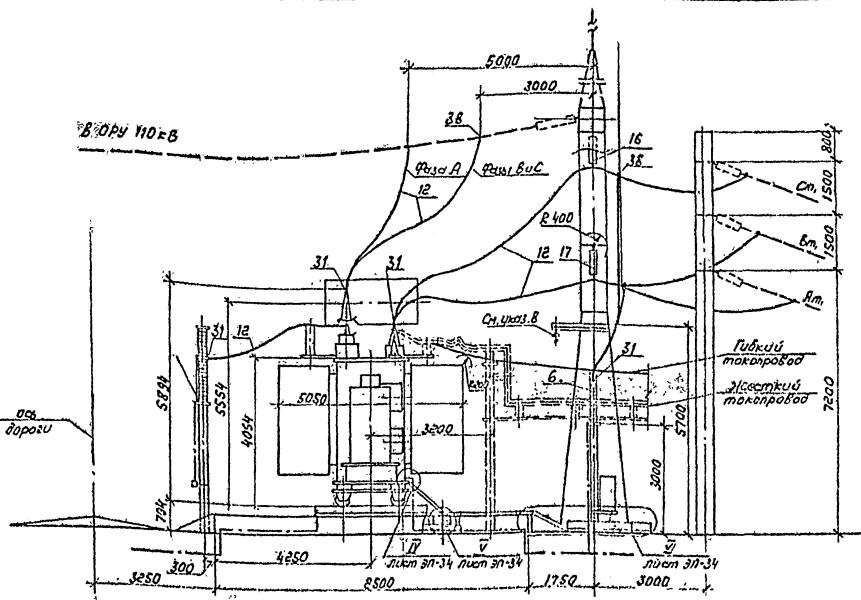 5000
3000
В ОРУ 110 кВ
38
16
38
800
Фаза А
Фазы В и С
12
1500
Ст.
R 400
Вт.
1500
31
31
12
17
Ат.
См. указ. 8
31
12
Гибкий
токопровод
31
6
Жесткий
токопровод
5894
5554
4054
5050
3200
5700
7200
3000
ось
дороги
704
IV
лист ЭП-34
V
лист ЭП-34
VI
лист ЭП-34
300
4250
3250
8500
1750
3000